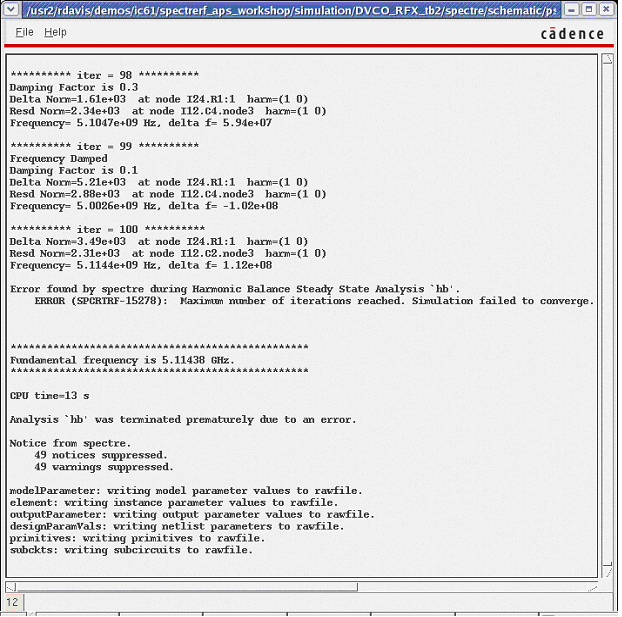 /usr2/rdavis/demos/ic61/spectrerf_aps_workshop/simulation/DVCO_RFX_tb2/spectre/schematic/ps
File Help
cādence
********** iter = 98 **********
Damping Factor is 0.3
Delta Norm=1.61e+03  at node I24.R1:1  harm=(1 0)
Resd Norm=2.34e+03  at node I12.C4.node3  harm=(1 0)
Frequency= 5.1047e+09 Hz, delta f= 5.94e+07
********** iter = 99 **********
Frequency Damped
Damping Factor is 0.1
Delta Norm=5.21e+03  at node I24.R1:1  harm=(1 0)
Resd Norm=2.88e+03  at node I12.C4.node3  harm=(1 0)
Frequency= 5.0026e+09 Hz, delta f= -1.02e+08
********** iter = 100 **********
Delta Norm=3.49e+03  at node I24.R1:1  harm=(1 0)
Resd Norm=2.31e+03  at node I12.C2.node3  harm=(1 0)
Frequency= 5.1144e+09 Hz, delta f= 1.12e+08
Error found by spectre during Harmonic Balance Steady State Analysis `hb'.
    ERROR (SPCRTRF-15278):  Maximum number of iterations reached. Simulation failed to converge.
*************************************************
Fundamental frequency is 5.11438 GHz.
*************************************************
CPU time=13 s
Analysis `hb' was terminated prematurely due to an error.
Notice from spectre.
    49 notices suppressed.
    49 warnings suppressed.
modelParameter: writing model parameter values to rawfile.
element: writing instance parameter values to rawfile.
outputParameter: writing output parameter values to rawfile.
designParamVals: writing netlist parameters to rawfile.
primitives: writing primitives to rawfile.
subckts: writing subcircuits to rawfile.
12